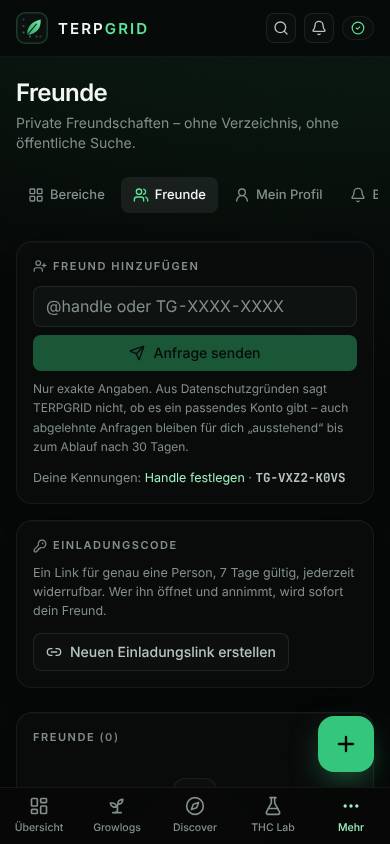 TERPGRID
Freunde
Private Freundschaften – ohne Verzeichnis, ohne
öffentliche Suche.
Bereiche Freunde Mein Profil
FREUND HINZUFÜGEN
@handle oder TG-XXXX-XXXX
Anfrage senden
Nur exakte Angaben. Aus Datenschutzgründen sagt
TERPGRID nicht, ob es ein passendes Konto gibt – auch
abgelehnte Anfragen bleiben für dich „ausstehend“ bis
zum Ablauf nach 30 Tagen.
Deine Kennungen: Handle festlegen · TG-VXZ2-K0VS
EINLADUNGSCODE
Ein Link für genau eine Person, 7 Tage gültig, jederzeit
widerrufbar. Wer ihn öffnet und annimmt, wird sofort
dein Freund.
Neuen Einladungslink erstellen
FREUNDE (0)
Übersicht Growlogs Discover THC Lab Mehr